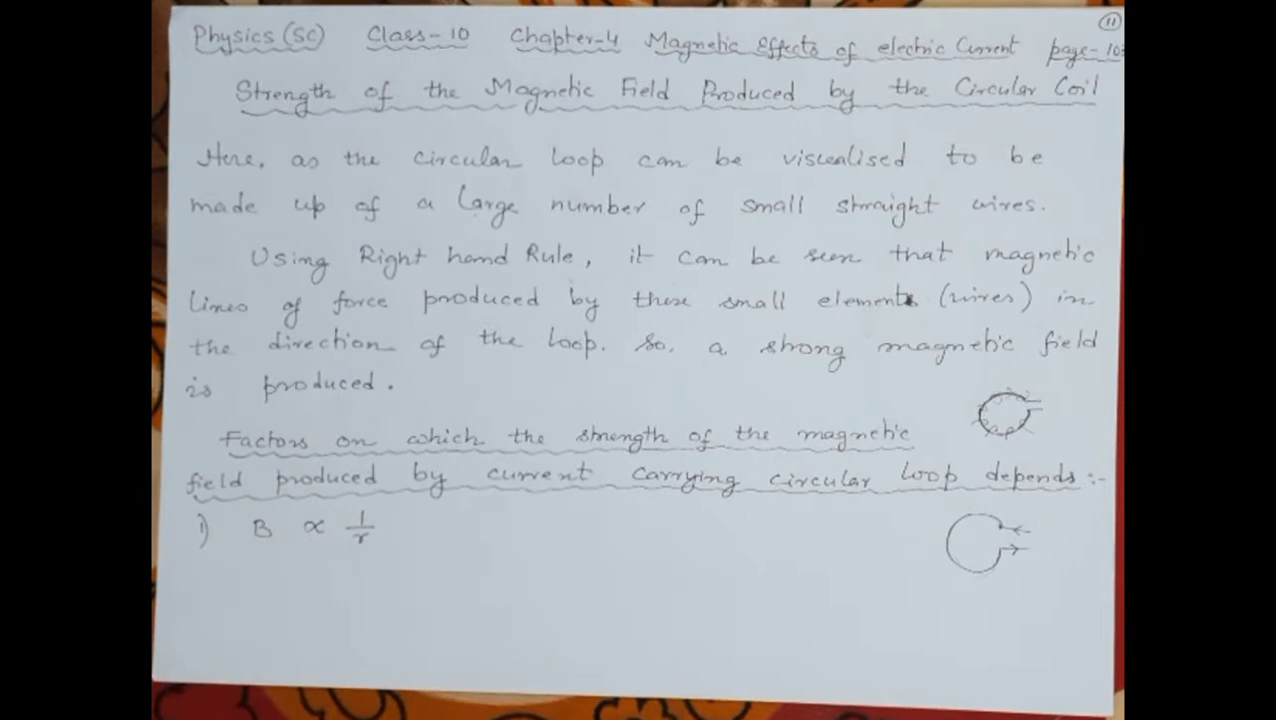 11
Physics (SC) Class-10 Chapter-4 Magnetic Effects of electric Current page-10
Strength of the Magnetic Field Produced by the Circular Coil
Here, as the circular loop can be viscualised to be
made up of a large number of small straight wires.
Using Right hand Rule, it can be seen that magnetic
lines of force produced by these small elements (wires) in
the direction of the loop. So, a strong magnetic field
is produced.
Factors on which the strength of the magnetic
field produced by current carrying circular loop depends :-
i) B ∝ 1/r